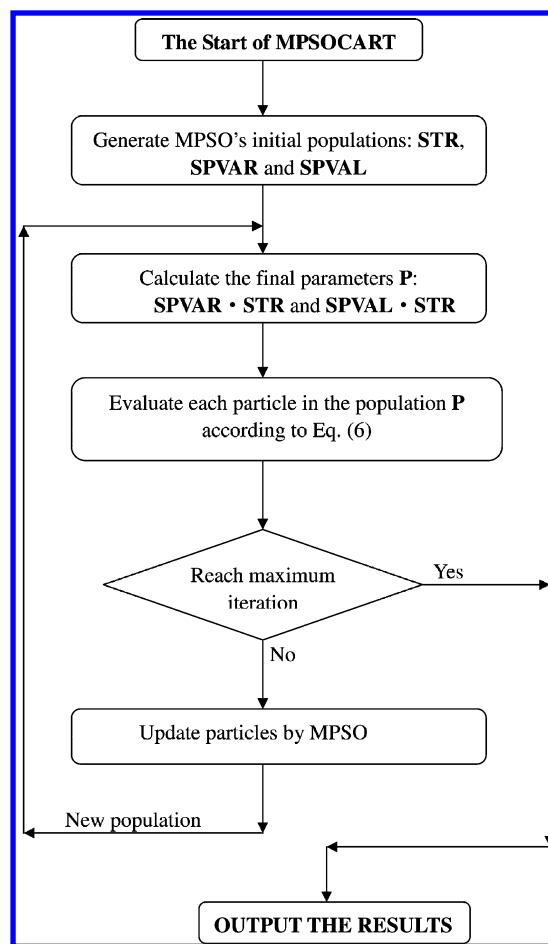 The Start of MPSOCART
Generate MPSO's initial populations: STR,
SPVAR and SPVAL
Calculate the final parameters P:
SPVAR • STR and SPVAL • STR
Evaluate each particle in the population P
according to Eq. (6)
Reach maximum
iteration
Yes
No
Update particles by MPSO
New population
OUTPUT THE RESULTS